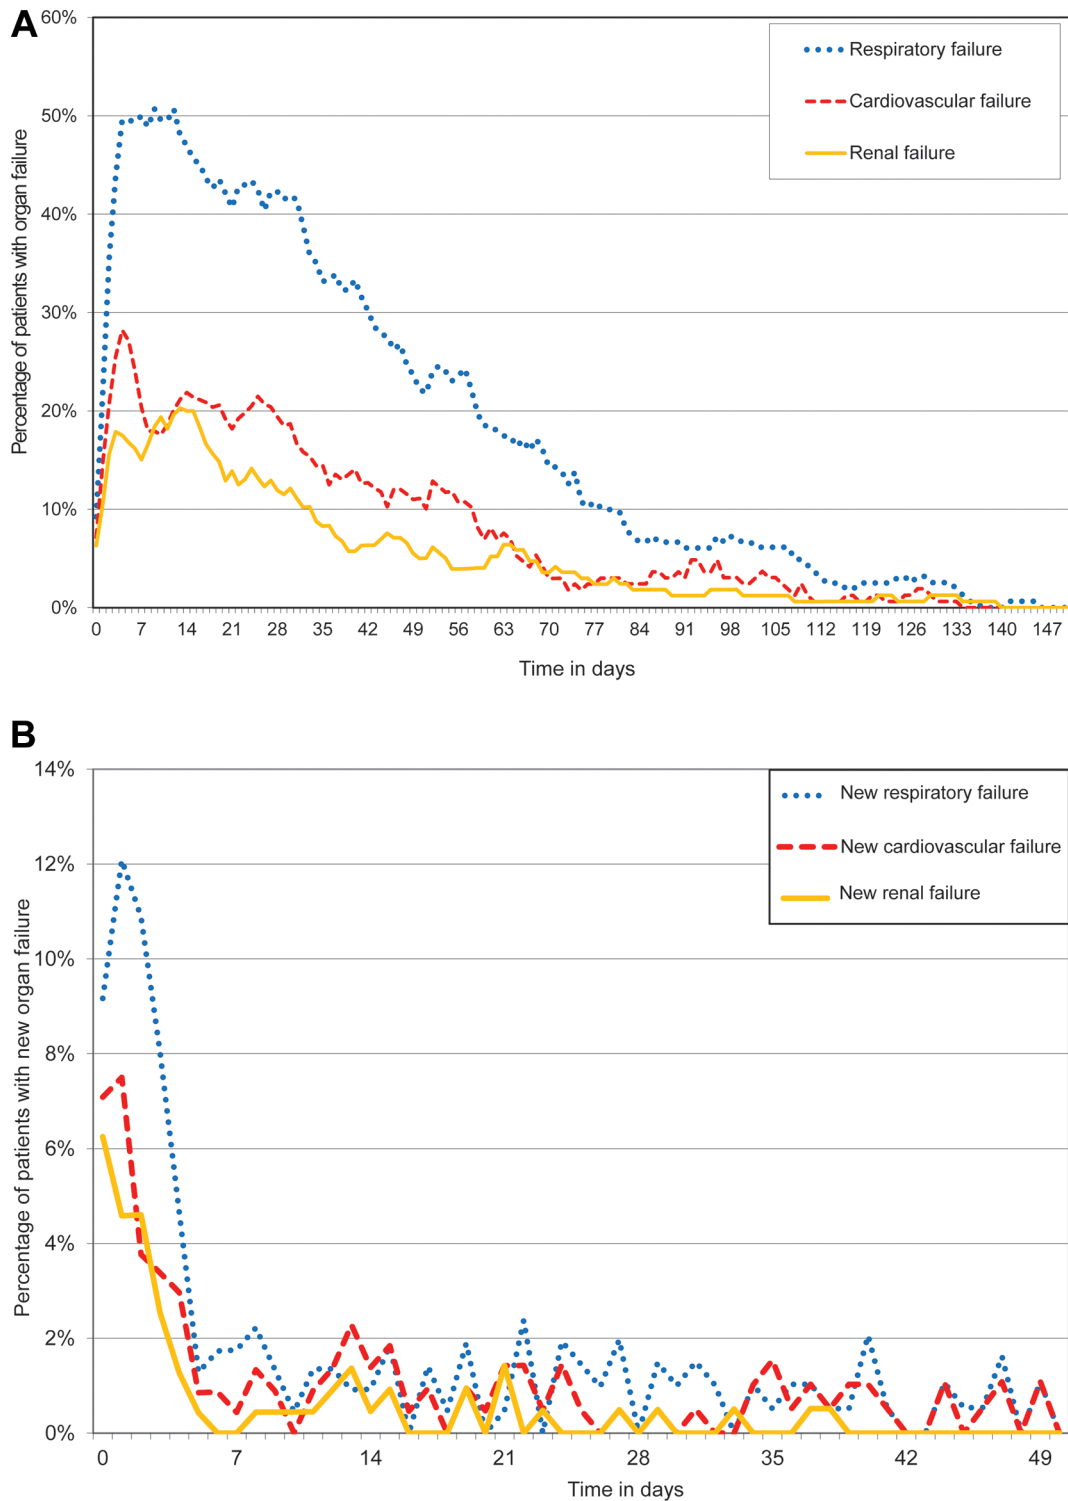 A
60%
50%
40%
30%
20%
10%
0%
Percentage of patients with organ failure
Respiratory failure
Cardiovascular failure
Renal failure
0 7 14 21 28 35 42 49 56 63 70 77 84 91 98 105 112 119 126 133 140 147
Time in days
B
14%
12%
10%
8%
6%
4%
2%
0%
Percentage of patients with new organ failure
New respiratory failure
New cardiovascular failure
New renal failure
0 7 14 21 28 35 42 49
Time in days